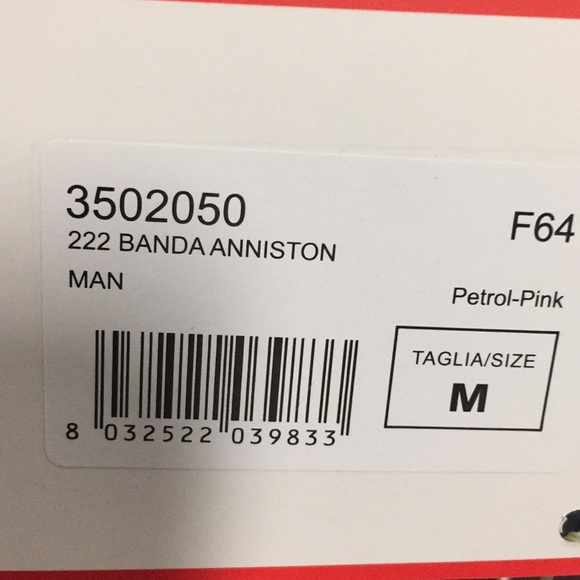 3502050
F64
222 BANDA ANNISTON
MAN
Petrol-Pink
TAGLIA/SIZE
M
8 032522 039833